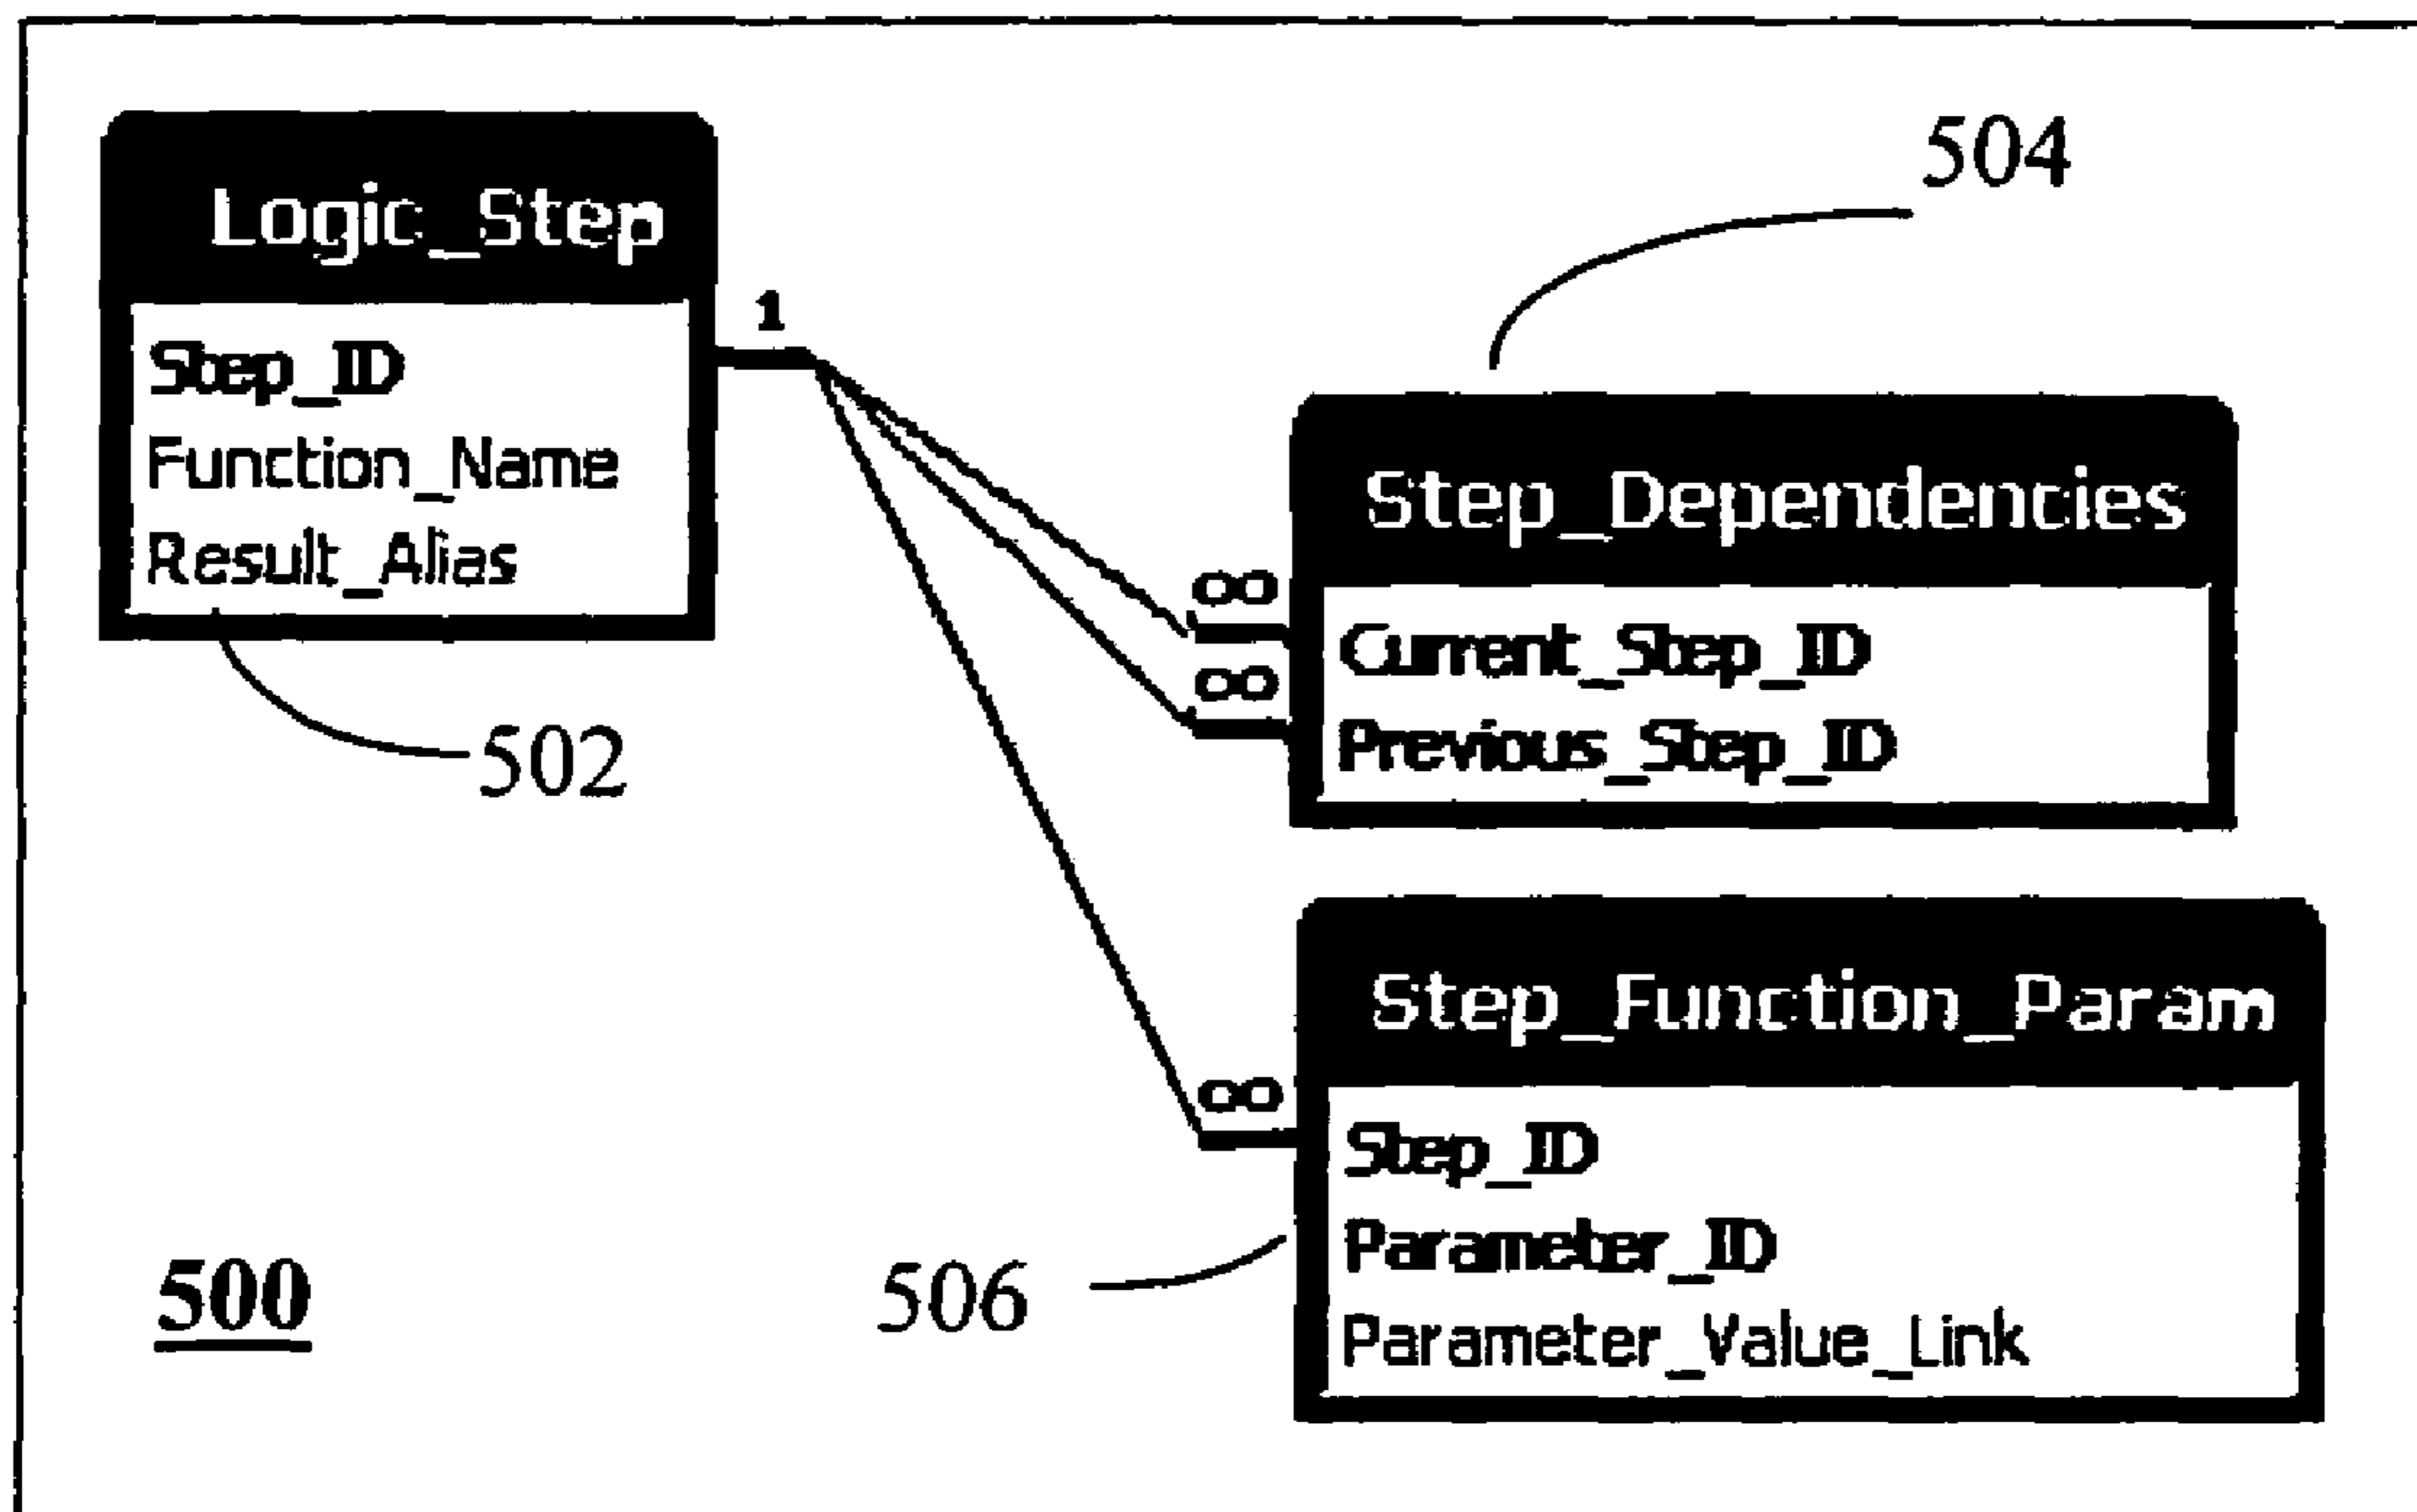 Logic_Step
1
Step_ID
Function_Name
Result_Alias
502
504
Step_Dependencies
∞
Current_Step_ID
∞
Previous_Step_ID
Step_Function_Param
∞
Step_ID
Parameter_ID
Parameter_Value_Link
506
500